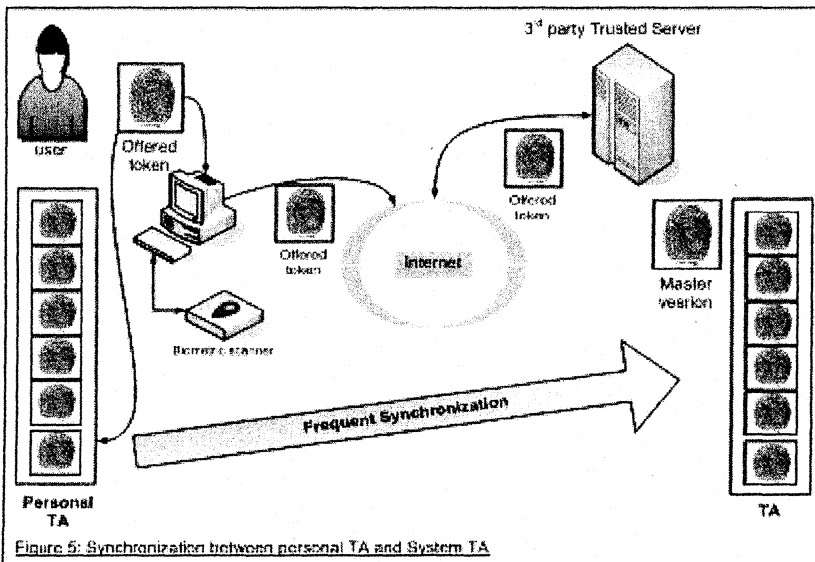 3rd party Trusted Server
user
Offered
token
Offered
token
Offered
token
Internet
Master
vesrion
Biometric scanner
Frequent Synchronization
Personal
TA
TA
Figure 5: Synchronization between personal TA and System TA